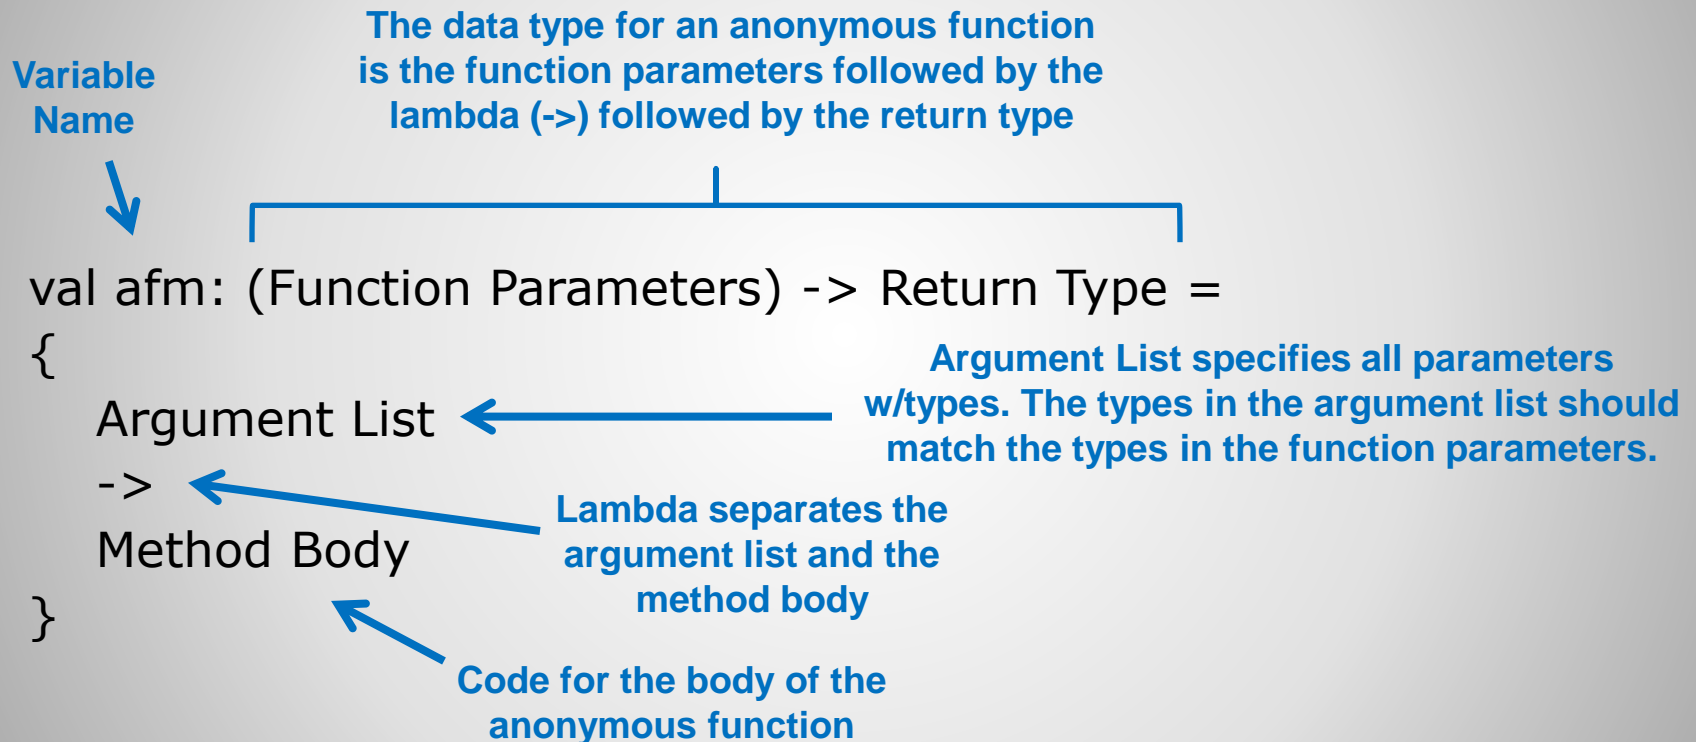 The data type for an anonymous function
is the function parameters followed by the
lambda (->) followed by the return type
Variable
Name
val afm: (Function Parameters) -> Return Type =
{
Argument List
->
Method Body
}
Argument List specifies all parameters
w/types. The types in the argument list should
match the types in the function parameters.
Lambda separates the
argument list and the
method body
Code for the body of the
anonymous function